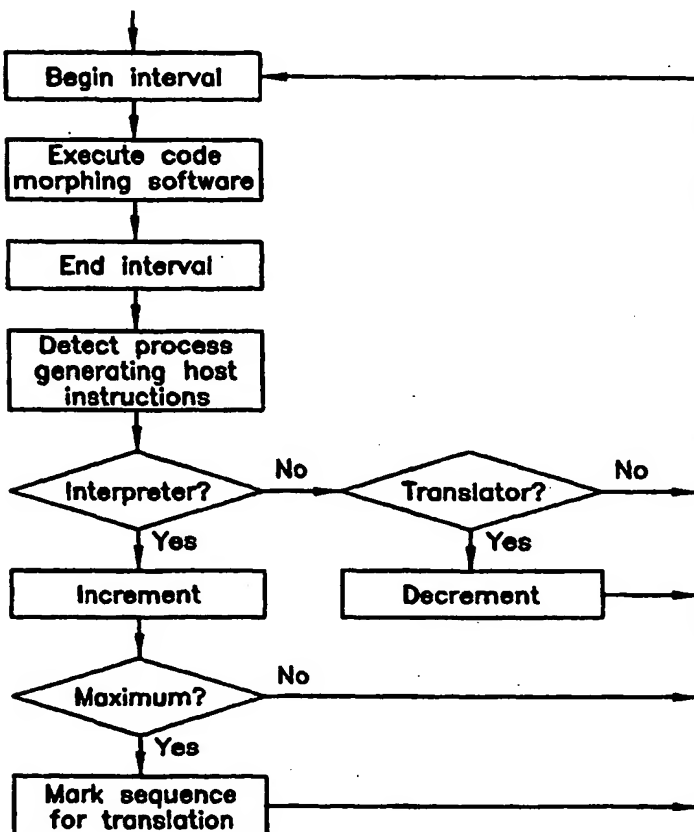 Begin interval
Execute code
morphing software
End interval
Detect process
generating host
instructions
Interpreter?
No
Translator?
No
Yes
Yes
Increment
Decrement
Maximum?
No
Yes
Mark sequence
for translation